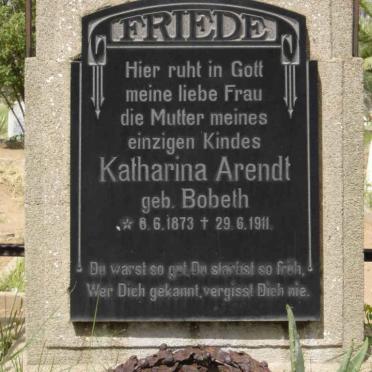 FRIEDE
Hier ruht in Gott
meine liebe Frau
die Mutter meines
einzigen Kindes
Katharina Arendt
geb. Bobeth
* 6.6.1873 † 29.6.1911.
Du warst so gut, Du starbst so früh,
Wer Dich gekannt, vergisst Dich nie.